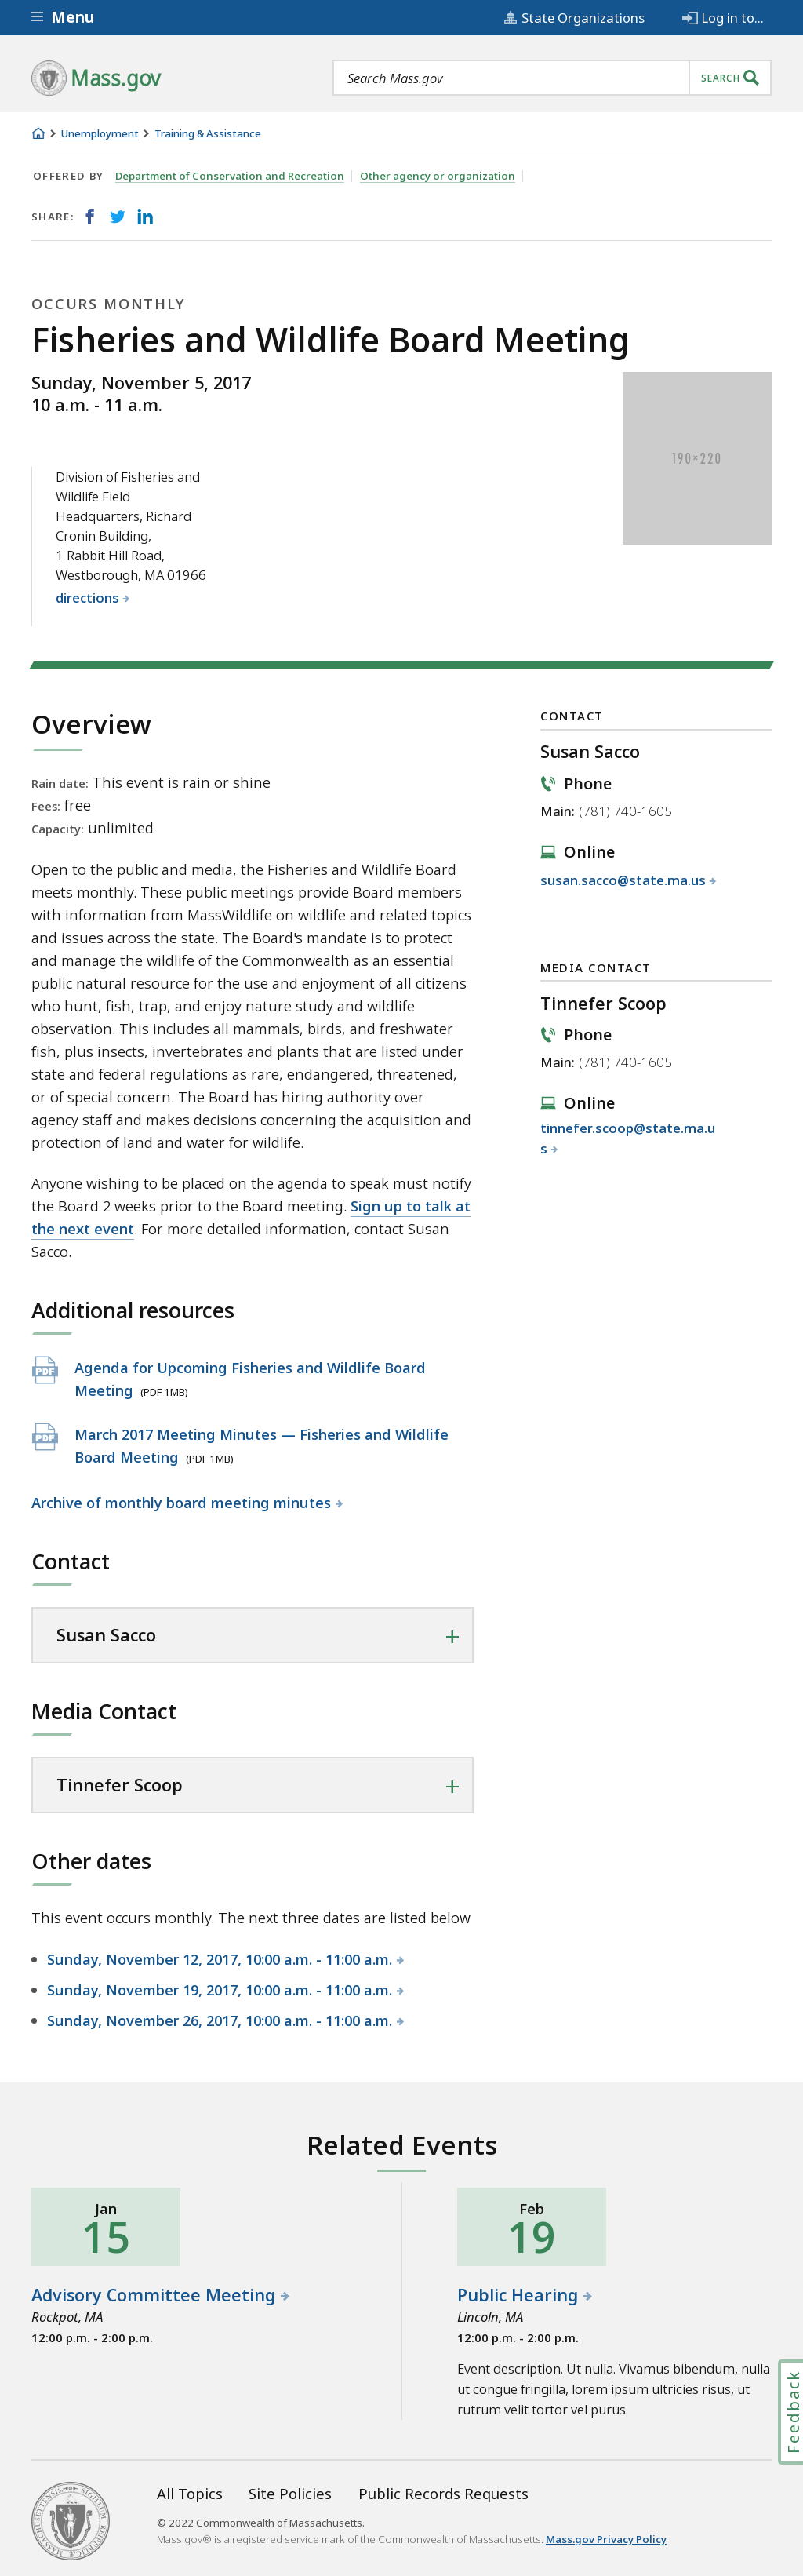 Menu
State Organizations
Log in to...
Mass.gov
Search Mass.gov
SEARCH
Unemployment
Training & Assistance
OFFERED BY
Department of Conservation and Recreation
Other agency or organization
SHARE:
OCCURS MONTHLY
Fisheries and Wildlife Board Meeting
Sunday, November 5, 2017
10 a.m. - 11 a.m.
190×220
Division of Fisheries and
Wildlife Field
Headquarters, Richard
Cronin Building,
1 Rabbit Hill Road,
Westborough, MA 01966
directions
Overview
Rain date: This event is rain or shine
Fees: free
Capacity: unlimited
Open to the public and media, the Fisheries and Wildlife Board
meets monthly. These public meetings provide Board members
with information from MassWildlife on wildlife and related topics
and issues across the state. The Board's mandate is to protect
and manage the wildlife of the Commonwealth as an essential
public natural resource for the use and enjoyment of all citizens
who hunt, fish, trap, and enjoy nature study and wildlife
observation. This includes all mammals, birds, and freshwater
fish, plus insects, invertebrates and plants that are listed under
state and federal regulations as rare, endangered, threatened,
or of special concern. The Board has hiring authority over
agency staff and makes decisions concerning the acquisition and
protection of land and water for wildlife.
Anyone wishing to be placed on the agenda to speak must notify
the Board 2 weeks prior to the Board meeting. Sign up to talk at
the next event. For more detailed information, contact Susan
Sacco.
Additional resources
PDF
Agenda for Upcoming Fisheries and Wildlife Board
Meeting (PDF 1MB)
PDF
March 2017 Meeting Minutes — Fisheries and Wildlife
Board Meeting (PDF 1MB)
Archive of monthly board meeting minutes
Contact
Susan Sacco
Media Contact
Tinnefer Scoop
Other dates
This event occurs monthly. The next three dates are listed below
Sunday, November 12, 2017, 10:00 a.m. - 11:00 a.m.
Sunday, November 19, 2017, 10:00 a.m. - 11:00 a.m.
Sunday, November 26, 2017, 10:00 a.m. - 11:00 a.m.
CONTACT
Susan Sacco
Phone
Main: (781) 740-1605
Online
susan.sacco@state.ma.us
MEDIA CONTACT
Tinnefer Scoop
Phone
Main: (781) 740-1605
Online
tinnefer.scoop@state.ma.u
s
Related Events
Jan
15
Advisory Committee Meeting
Rockpot, MA
12:00 p.m. - 2:00 p.m.
Feb
19
Public Hearing
Lincoln, MA
12:00 p.m. - 2:00 p.m.
Event description. Ut nulla. Vivamus bibendum, nulla
ut congue fringilla, lorem ipsum ultricies risus, ut
rutrum velit tortor vel purus.
Feedback
All Topics
Site Policies
Public Records Requests
© 2022 Commonwealth of Massachusetts.
Mass.gov® is a registered service mark of the Commonwealth of Massachusetts. Mass.gov Privacy Policy